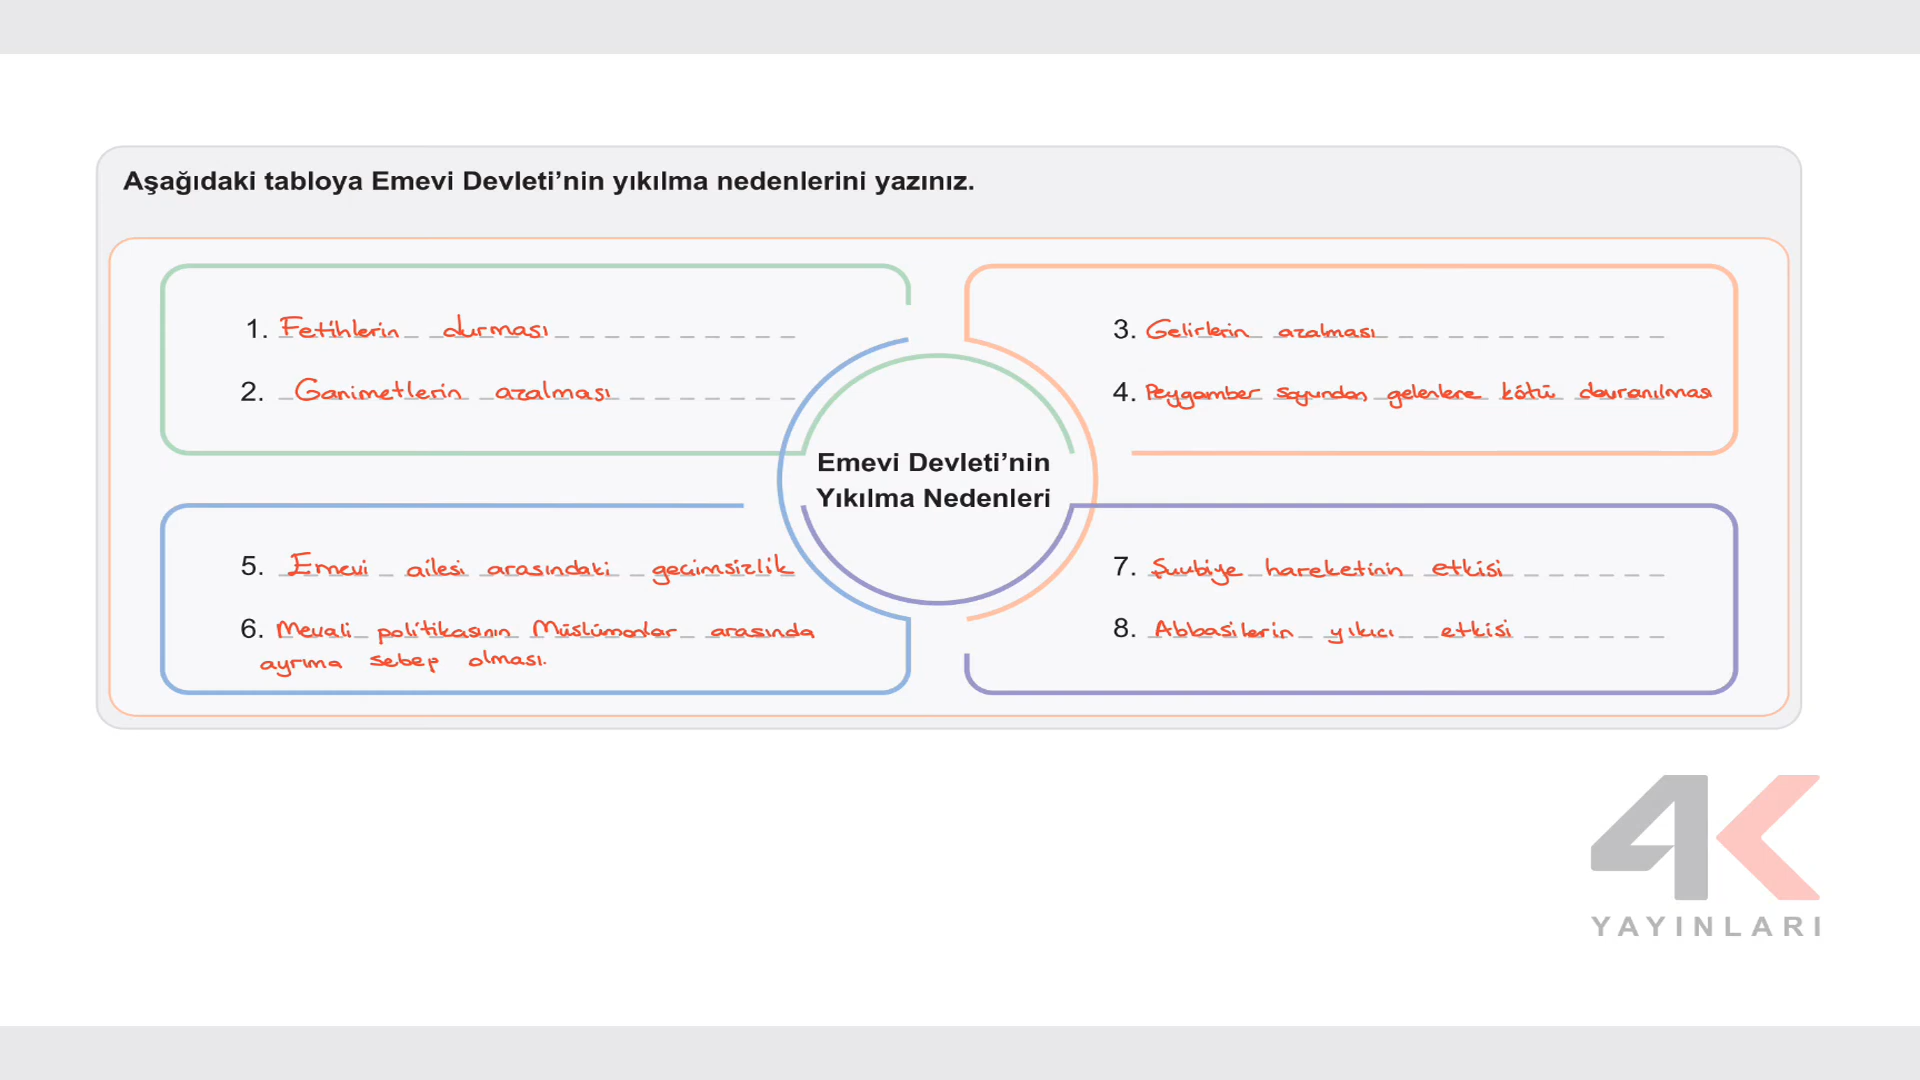 Aşağıdaki tabloya Emevi Devleti’nin yıkılma nedenlerini yazınız.
1. Fetihlerin durması
2. Ganimetlerin azalması
3. Gelirlerin azalması
4. Peygamber soyundan gelenlere kötü davranılmas
Emevi Devleti’nin
Yıkılma Nedenleri
5. Emevi ailesi arasındaki geçimsizlik
6. Mevali politikasının Müslümanlar arasında
ayrıma sebep olması.
7. Şuubiye hareketinin etkisi
8. Abbasilerin yıkıcı etkisi
4K
YAYINLARI